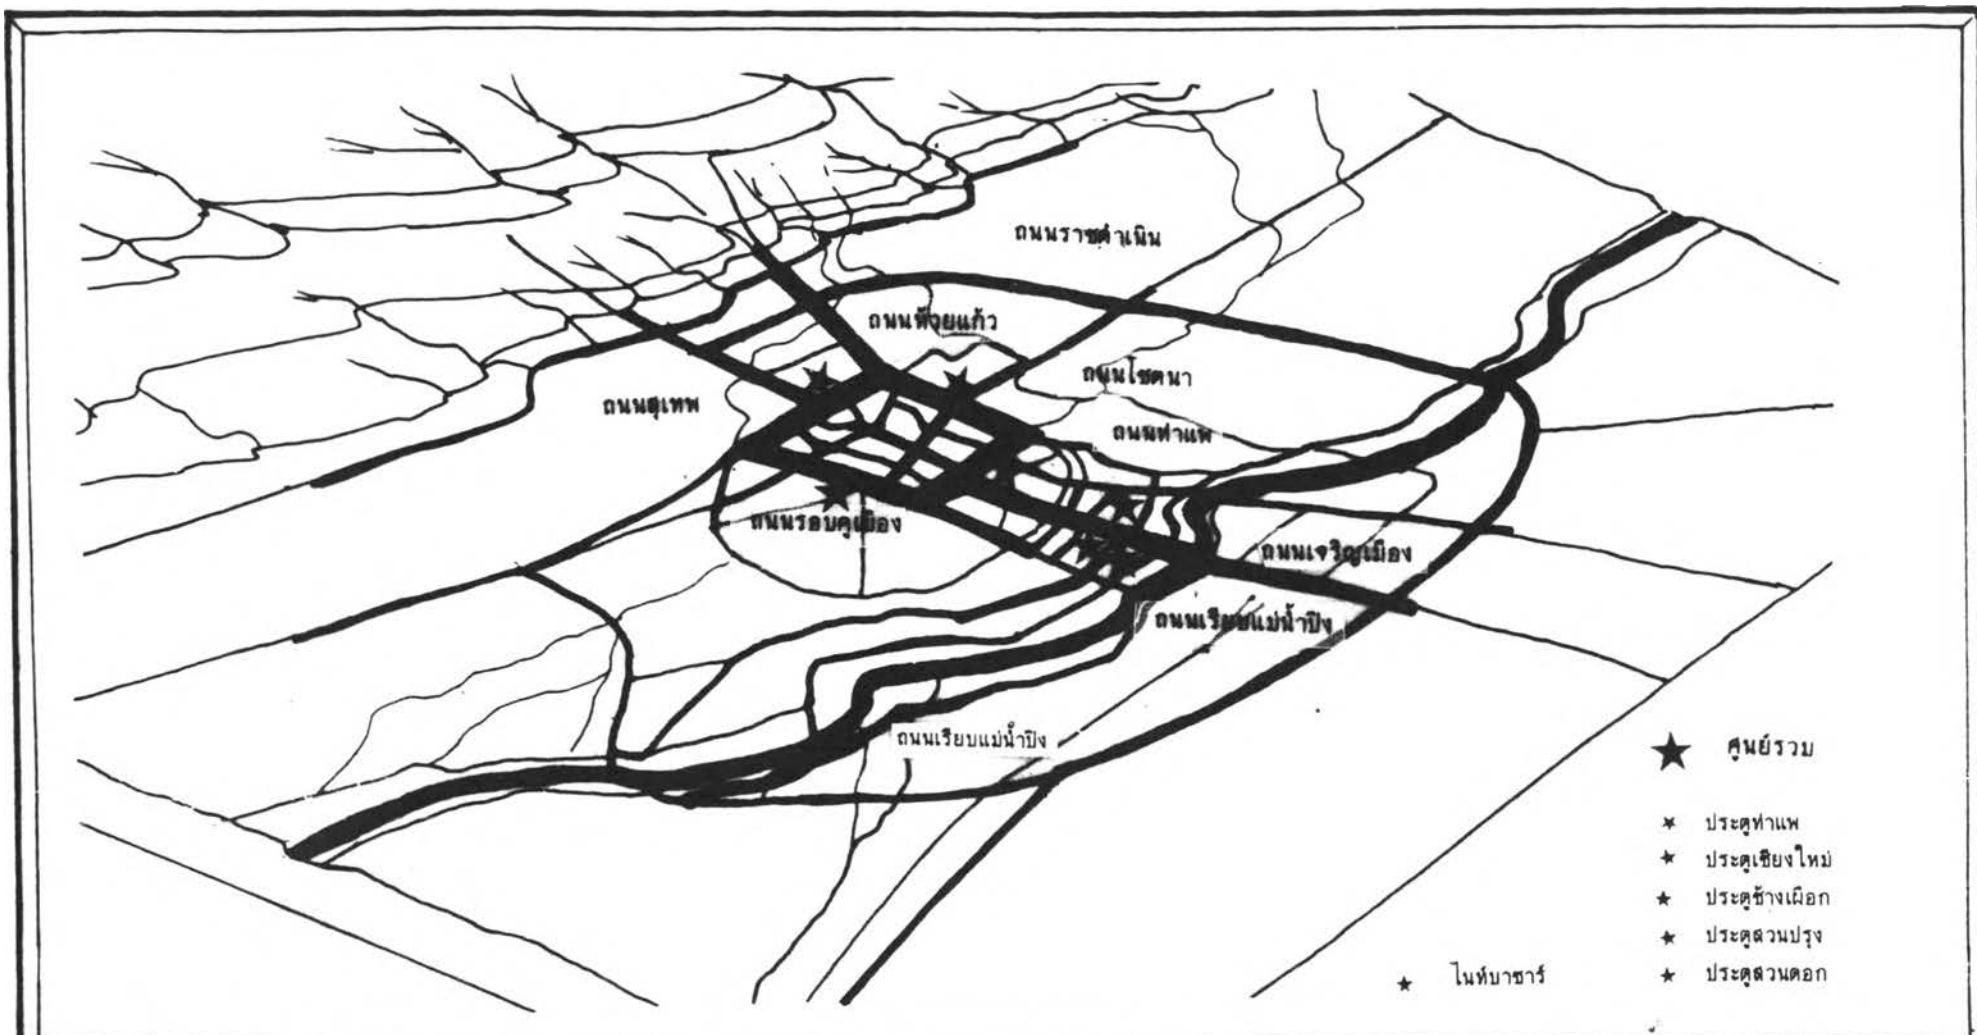 ถนนราชดำเนิน
ถนนห้วยแก้ว
ถนนโชตนา
ถนนสุเทพ
ถนนท่าแพ
ถนนรอบคูเมือง
ถนนเจริญเมือง
ถนนเรียบแม่น้ำปิง
ถนนเรียบแม่น้ำปิง
ศูนย์รวม
ประตูท่าแพ
ประตูเชียงใหม่
ประตูช้างเผือก
ประตูสวนปรุง
ไนท์บาซาร์
ประตูสวนดอก